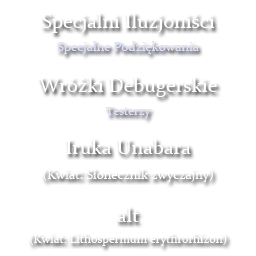 Specjalni Iluzjoniści
Specjalne Podziękowania
Wróżki Debugerskie
Testerzy
Iruka Unabara
(Kwiat: Słonecznik zwyczajny)
alt
(Kwiat: Lithospermum erythrorhizon)